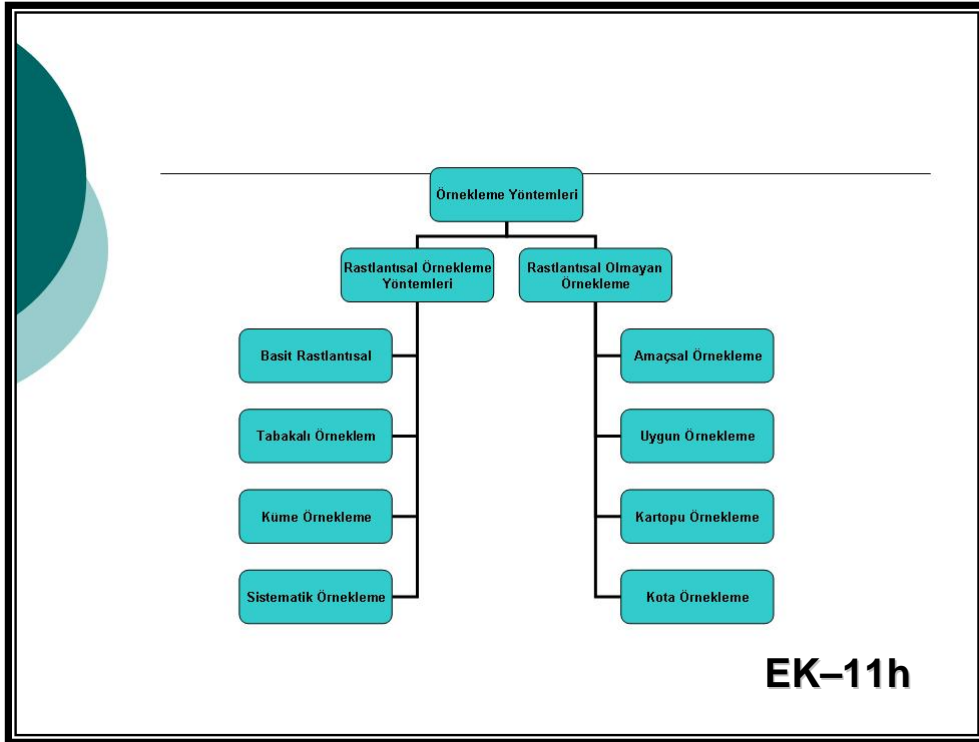 Örnekleme Yöntemleri
Rastlantısal Örnekleme
Yöntemleri
Rastlantısal Olmayan
Örnekleme
Basit Rastlantısal
Amaçsal Örnekleme
Tabakalı Örneklem
Uygun Örnekleme
Küme Örnekleme
Kartopu Örnekleme
Sistematik Örnekleme
Kota Örnekleme
EK–11h